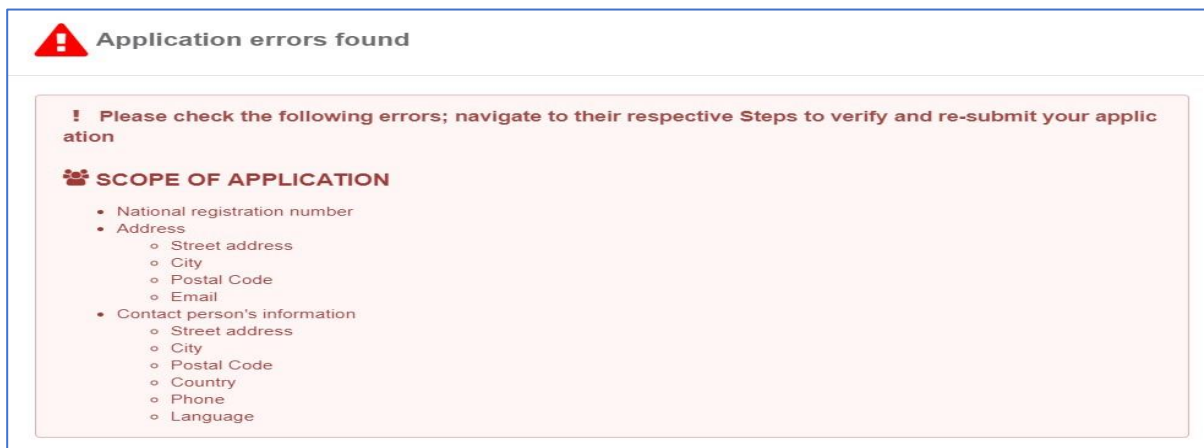 Application errors found
! Please check the following errors; navigate to their respective Steps to verify and re-submit your applic
ation
SCOPE OF APPLICATION
• National registration number
• Address
○ Street address
○ City
○ Postal Code
○ Email
• Contact person's information
○ Street address
○ City
○ Postal Code
○ Country
○ Phone
○ Language